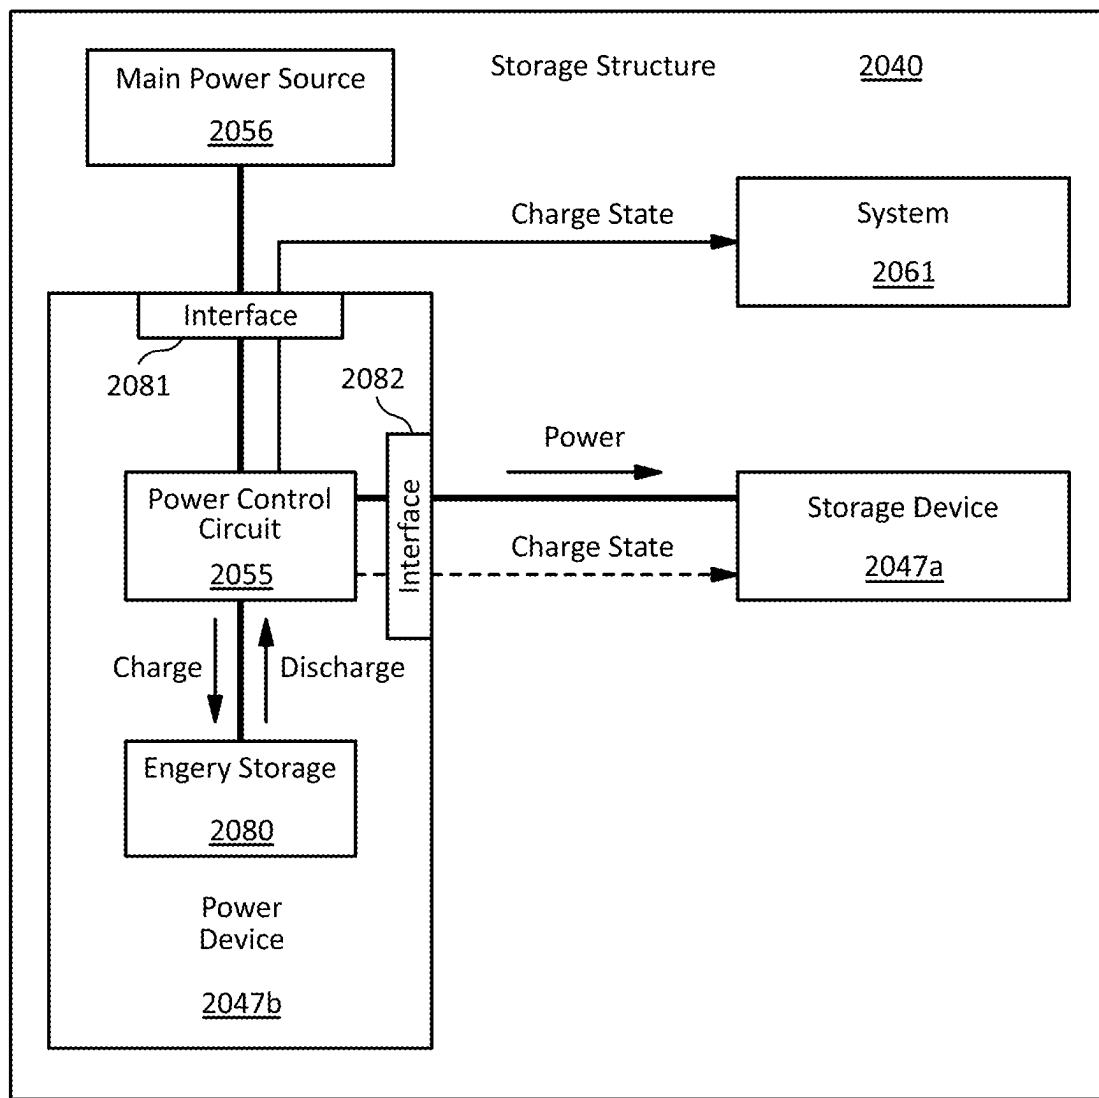 Storage Structure 2040
Main Power Source
2056
Charge State
System
2061
Interface
2081
2082
Power
Interface
Power Control
Circuit
2055
Charge State
Storage Device
2047a
Charge
Discharge
Engery Storage
2080
Power
Device
2047b